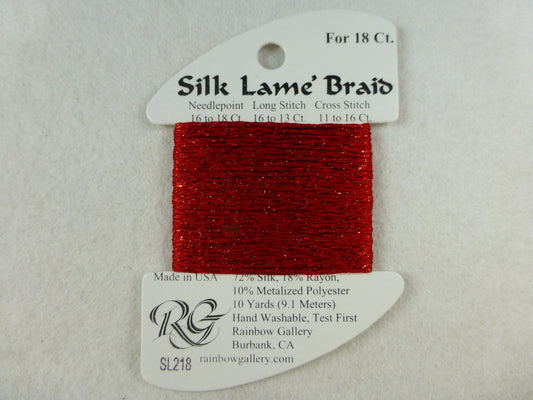 For 18 Ct.
Silk Lame' Braid
Needlepoint Long Stitch Cross Stitch
16 to 18 Ct. 16 to 13 Ct. 11 to 16 Ct.
Made in USA 72% Silk, 18% Rayon,
10% Metalized Polyester
10 Yards (9.1 Meters)
RG Hand Washable, Test First
Rainbow Gallery
Burbank, CA
SL218 rainbowgallery.com